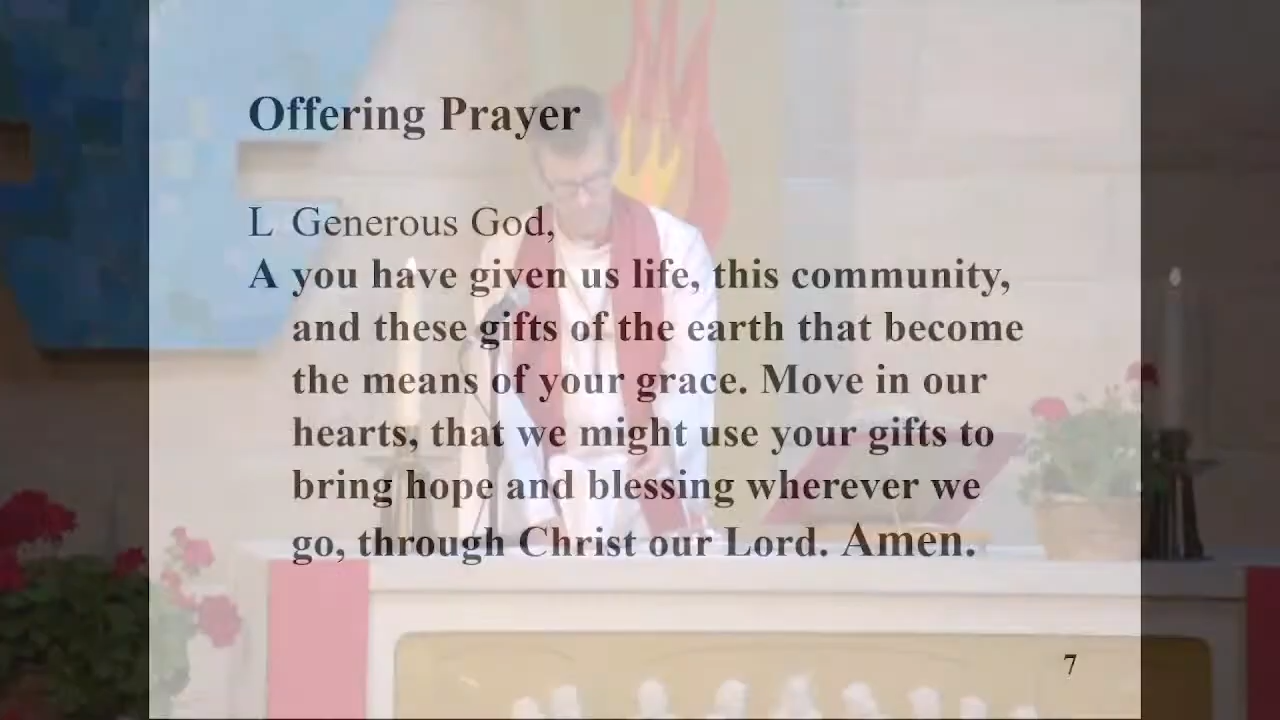 Offering Prayer
L Generous God,
A you have given us life, this community,
and these gifts of the earth that become
the means of your grace. Move in our
hearts, that we might use your gifts to
bring hope and blessing wherever we
go, through Christ our Lord. Amen.
7